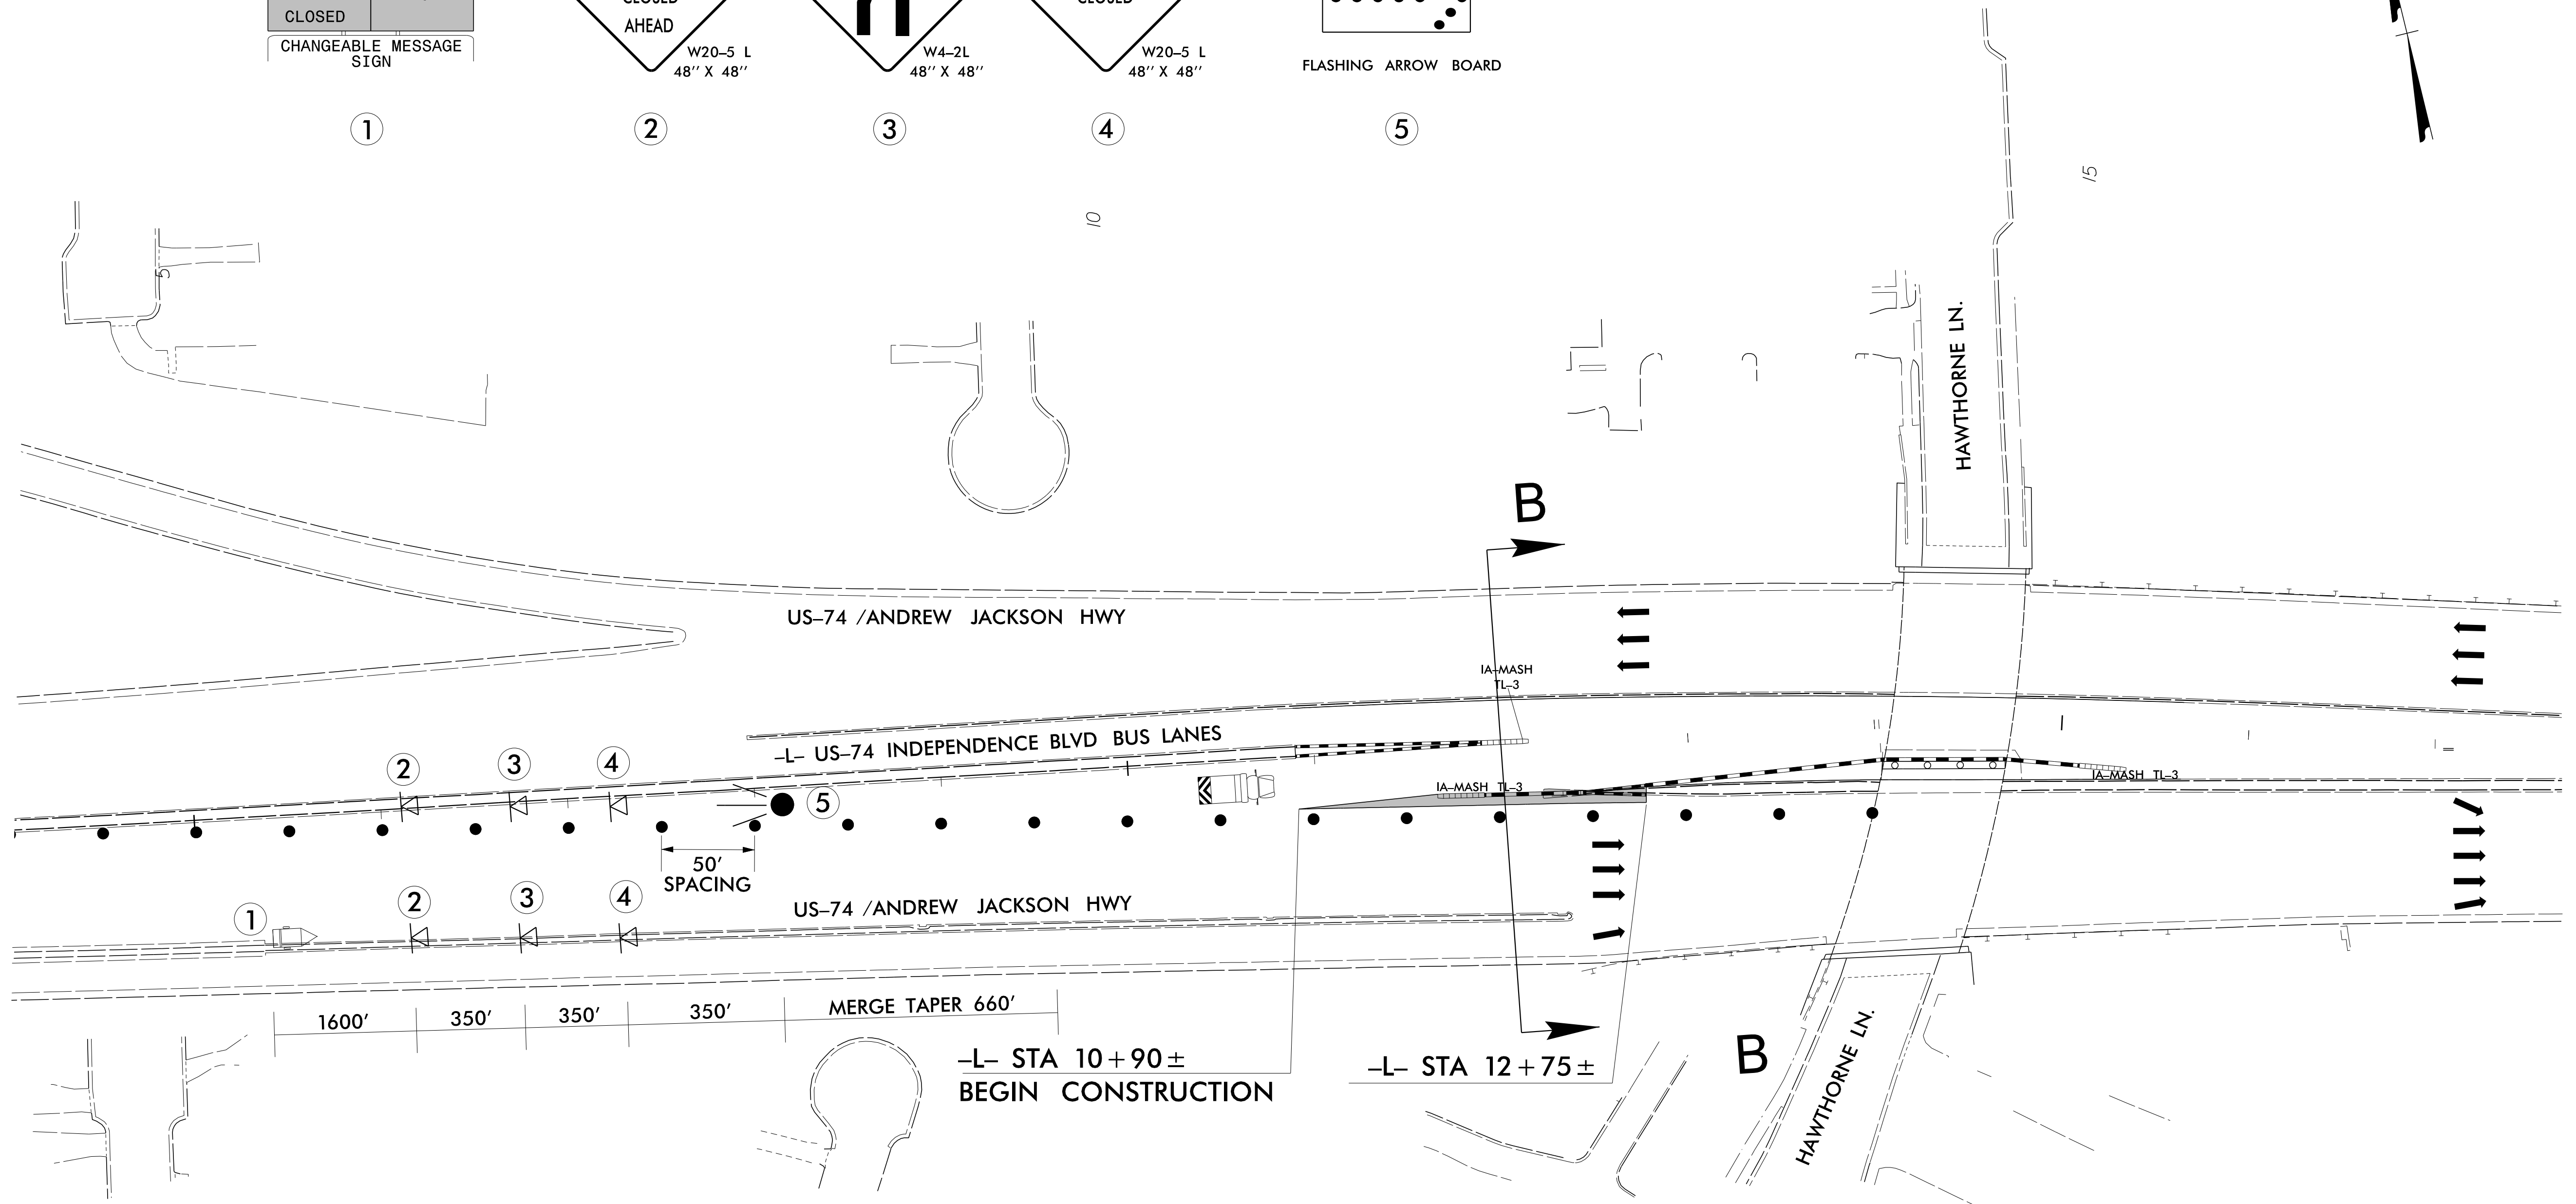 CLOSED
CHANGEABLE MESSAGE
SIGN
CLOSED
AHEAD
W20–5 L
48'' X 48''
W4–2L
48'' X 48''
CLOSED
W20–5 L
48'' X 48''
FLASHING ARROW BOARD
1
2
3
4
5
5
10
15
HAWTHORNE LN.
B
US–74 /ANDREW JACKSON HWY
IA–MASH
TL–3
–L– US–74 INDEPENDENCE BLVD BUS LANES
2
3
4
5
IA–MASH TL–3
IA–MASH TL–3
50'
SPACING
1
2
3
4
US–74 /ANDREW JACKSON HWY
1600'
350'
350'
350'
MERGE TAPER 660'
–L– STA 10+90±
BEGIN CONSTRUCTION
–L– STA 12+75±
B
HAWTHORNE LN.